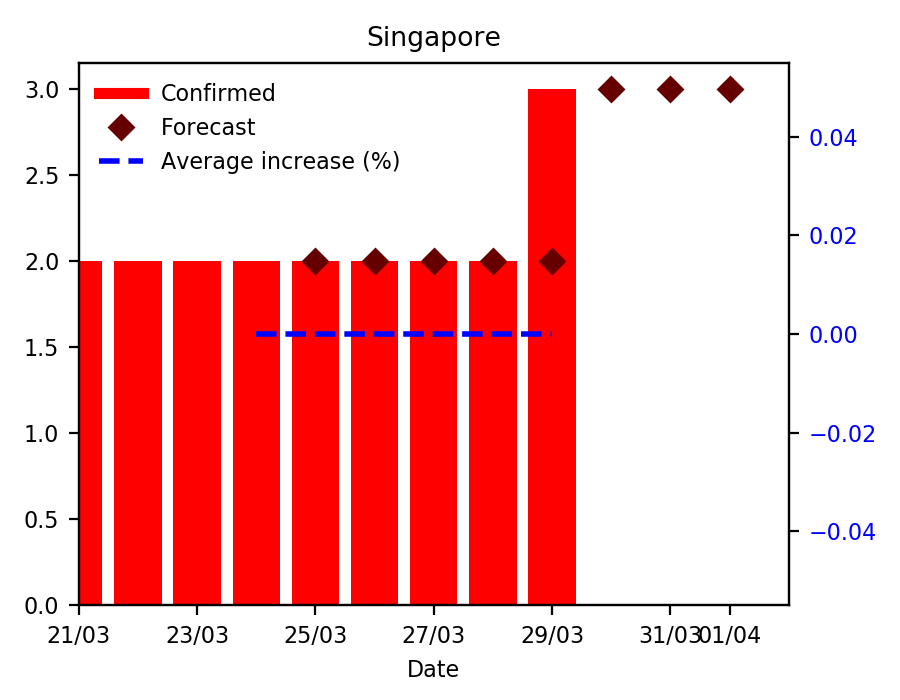 Singapore
Confirmed
Forecast
Average increase (%)
3.0
2.5
2.0
1.5
1.0
0.5
0.0
0.04
0.02
0.00
−0.02
−0.04
21/03 23/03 25/03 27/03 29/03 31/03 01/04
Date